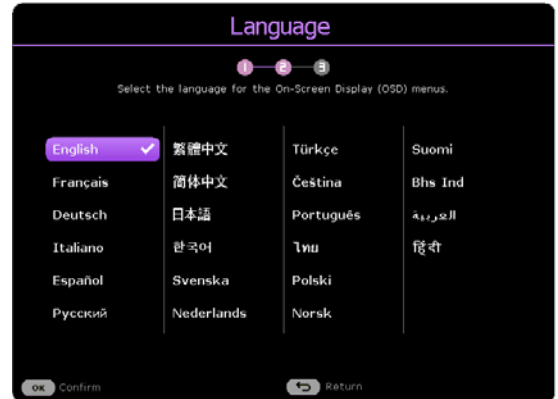 Language
1 2 3
Select the language for the On-Screen Display (OSD) menus.
English 繁體中文 Türkçe Suomi
Français 简体中文 Čeština Bhs Ind
Deutsch 日本語 Português العربية
Italiano 한국어 ไทย हिंदी
Español Svenska Polski
Русский Nederlands Norsk
OK Confirm Return